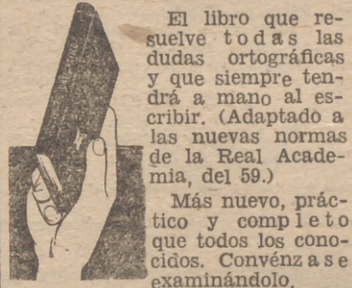 El libro que re-
suelve todas las
dudas ortográficas
y que siempre ten-
drá a mano al es-
cribir. (Adaptado a
las nuevas normas
de la Real Acade-
mia, del 59.)
Más nuevo, prác-
tico y completo
que todos los cono-
cidos. Convénzase
examinándolo.